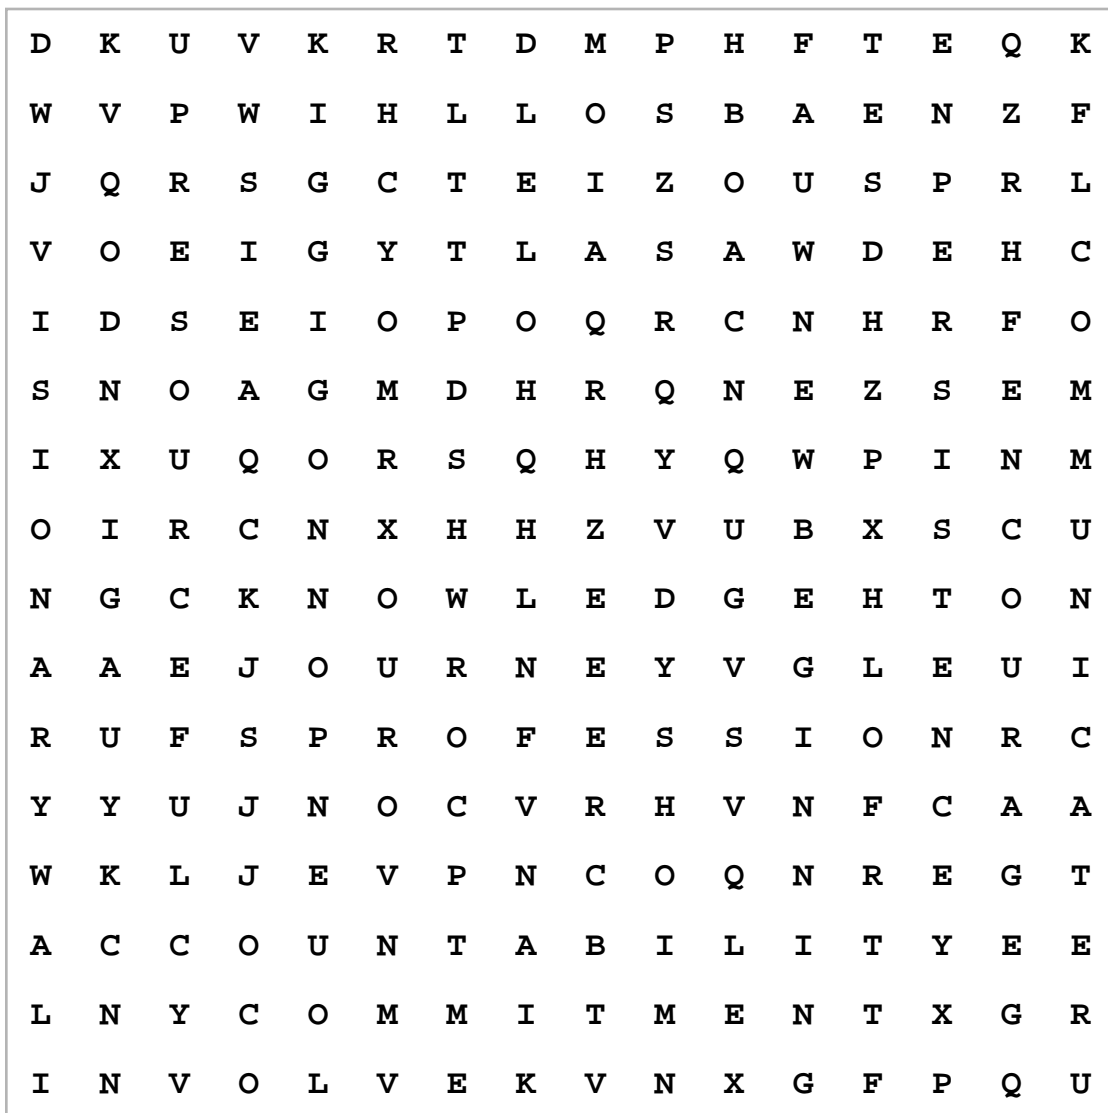 D K U V K R T D M P H F T E Q K
W V P W I H L L O S B A E N Z F
J Q R S G C T E I Z O U S P R L
V O E I G Y T L A S A W D E H C
I D S E I O P O Q R C N H R F O
S N O A G M D H R Q N E Z S E M
I X U Q O R S Q H Y Q W P I N M
O I R C N X H H Z V U B X S C U
N G C K N O W L E D G E H T O N
A A E J O U R N E Y V G L E U I
R U F S P R O F E S S I O N R C
Y Y U J N O C V R H V N F C A A
W K L J E V P N C O Q N R E G T
A C C O U N T A B I L I T Y E E
L N Y C O M M I T M E N T X G R
I N V O L V E K V N X G F P Q U